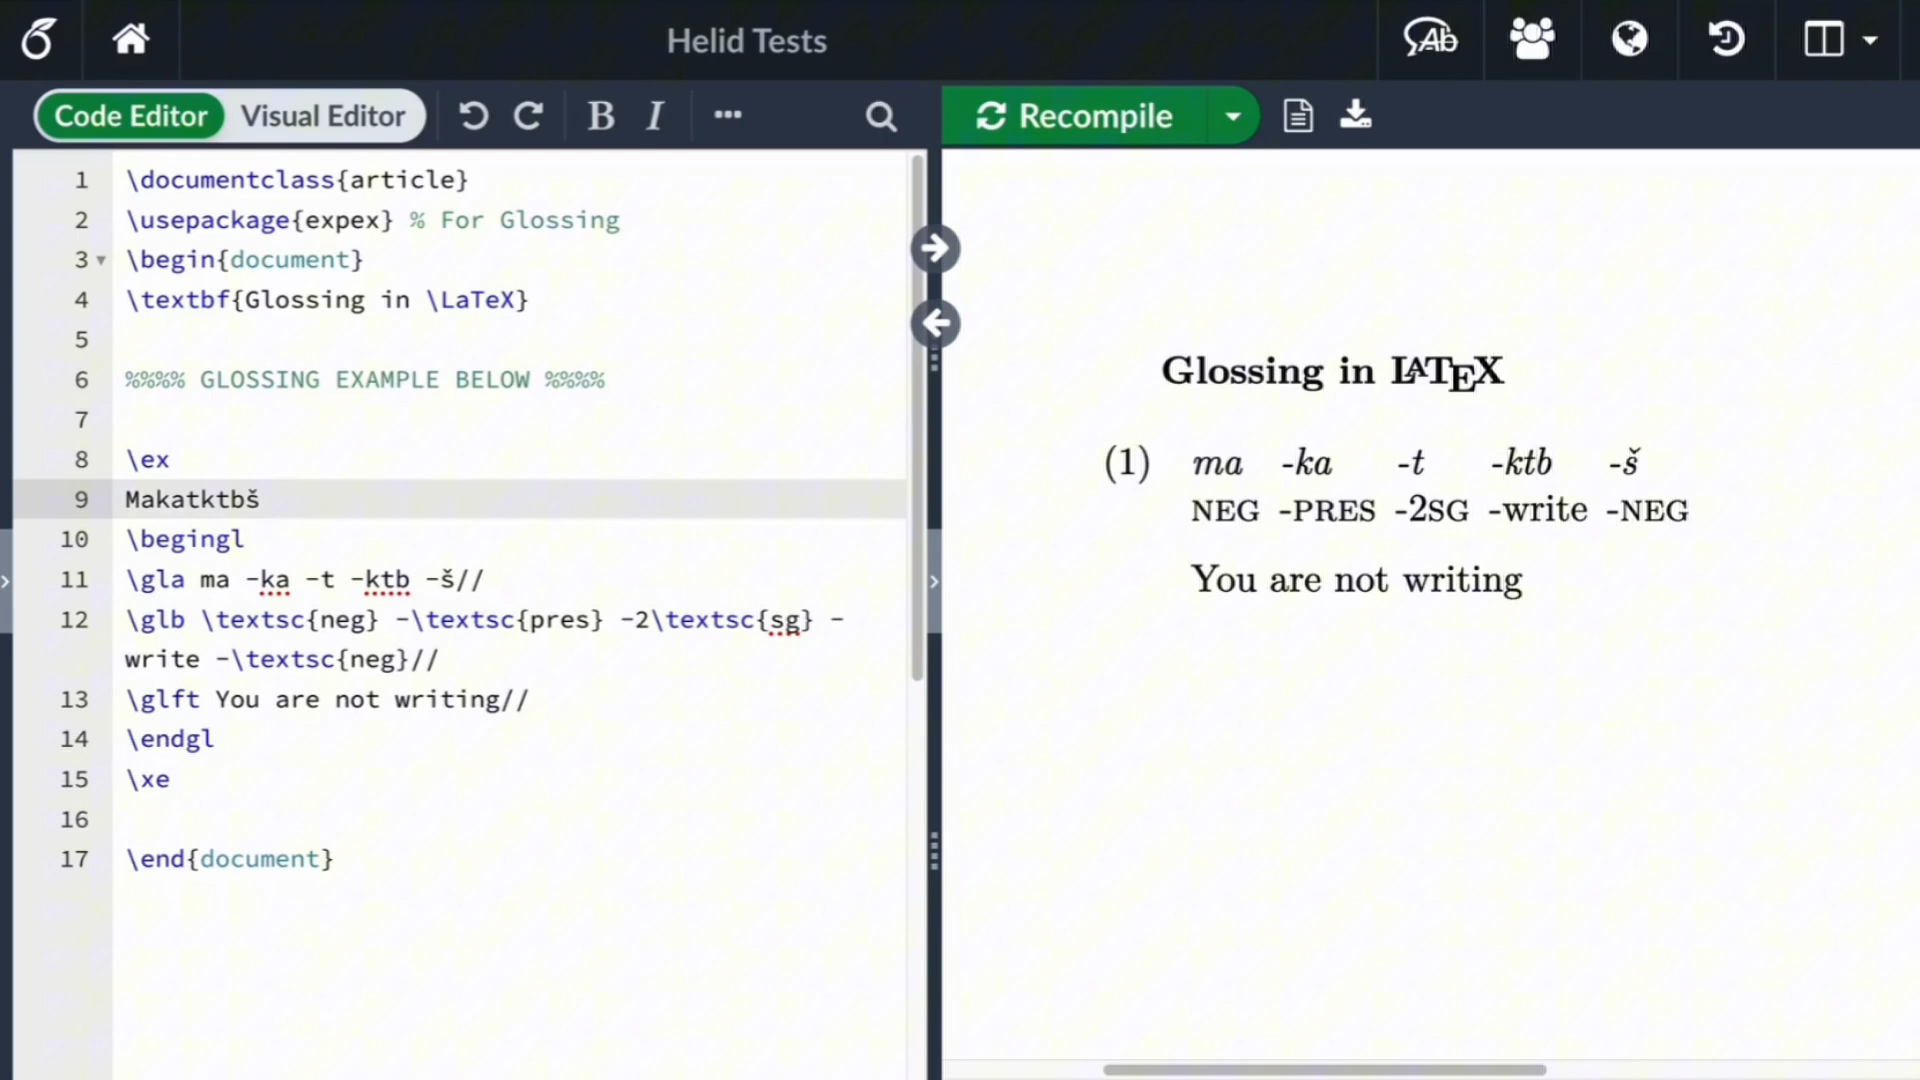 Helid Tests
Code Editor Visual Editor B I Recompile
1 \documentclass{article}
2 \usepackage{expex} % For Glossing
3 \begin{document}
4 \textbf{Glossing in \LaTeX}
5
6 %%%% GLOSSING EXAMPLE BELOW %%%%
7
8 \ex
9 Makatktbš
10 \begingl
11 \gla ma -ka -t -ktb -š//
12 \glb \textsc{neg} -\textsc{pres} -2\textsc{sg} -
write -\textsc{neg}//
13 \glft You are not writing//
14 \endgl
15 \xe
16
17 \end{document}
Glossing in LATEX
(1) ma -ka -t -ktb -š
NEG -PRES -2SG -write -NEG
You are not writing